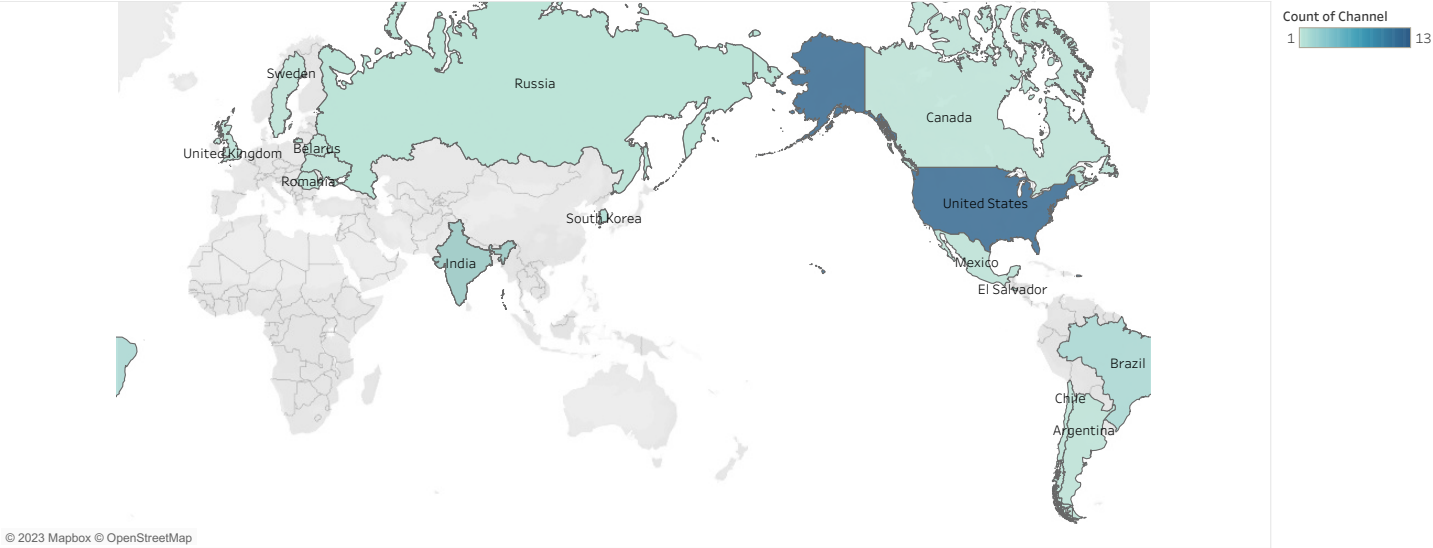 Count of Channel
1 13
Sweden
Russia
Canada
United Kingdom
Belarus
Romania
United States
South Korea
India
Mexico
El Salvador
Brazil
Chile
Argentina
© 2023 Mapbox © OpenStreetMap